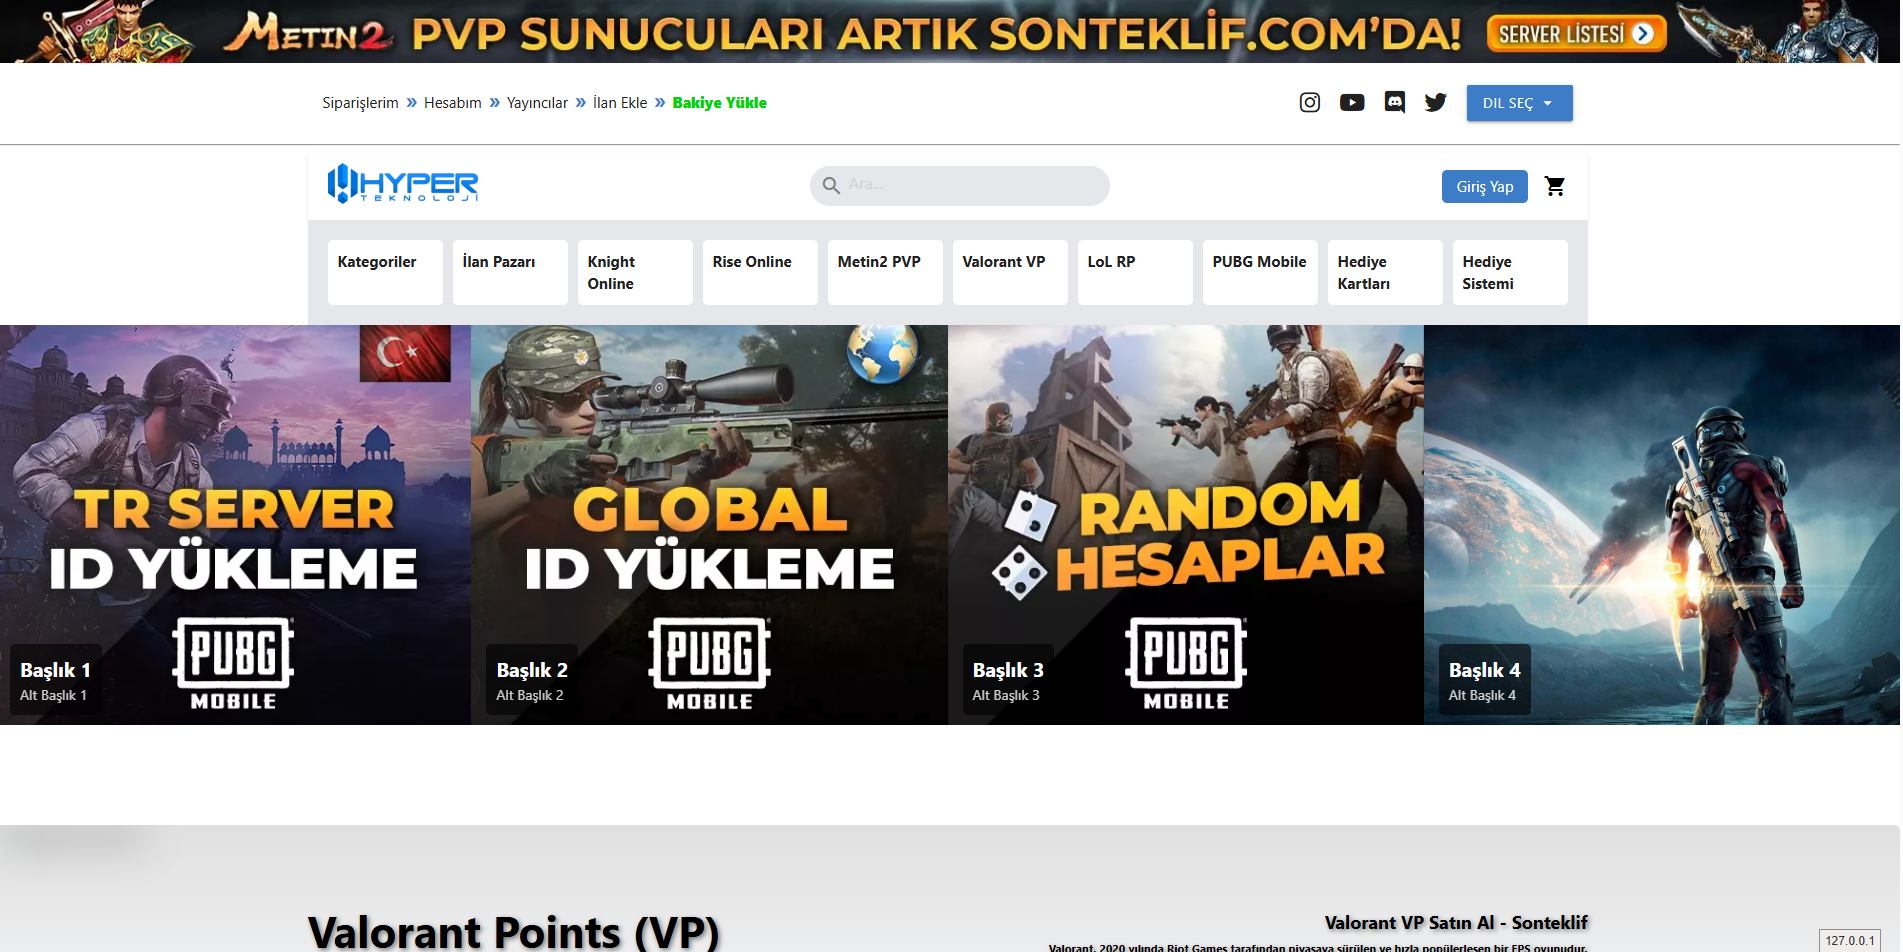 METIN2 PVP SUNUCULARI ARTIK SONTEKLİF.COM'DA! SERVER LİSTESİ
Siparişlerim » Hesabım » Yayıncılar » İlan Ekle » Bakiye Yükle
DIL SEÇ
HYPER
TEKNOLOJİ
Ara...
Giriş Yap
Kategoriler
İlan Pazarı
Knight
Online
Rise Online
Metin2 PVP
Valorant VP
LoL RP
PUBG Mobile
Hediye
Kartları
Hediye
Sistemi
TR SERVER
ID YÜKLEME
PUBG
MOBILE
Başlık 1
Alt Başlık 1
GLOBAL
ID YÜKLEME
PUBG
MOBILE
Başlık 2
Alt Başlık 2
RANDOM
HESAPLAR
PUBG
MOBILE
Başlık 3
Alt Başlık 3
Başlık 4
Alt Başlık 4
Valorant Points (VP)
Valorant VP Satın Al - Sonteklif
Valorant, 2020 yılında Riot Games tarafından piyasaya sürülen ve hızla popülerleşen bir FPS oyunudur.
127.0.0.1